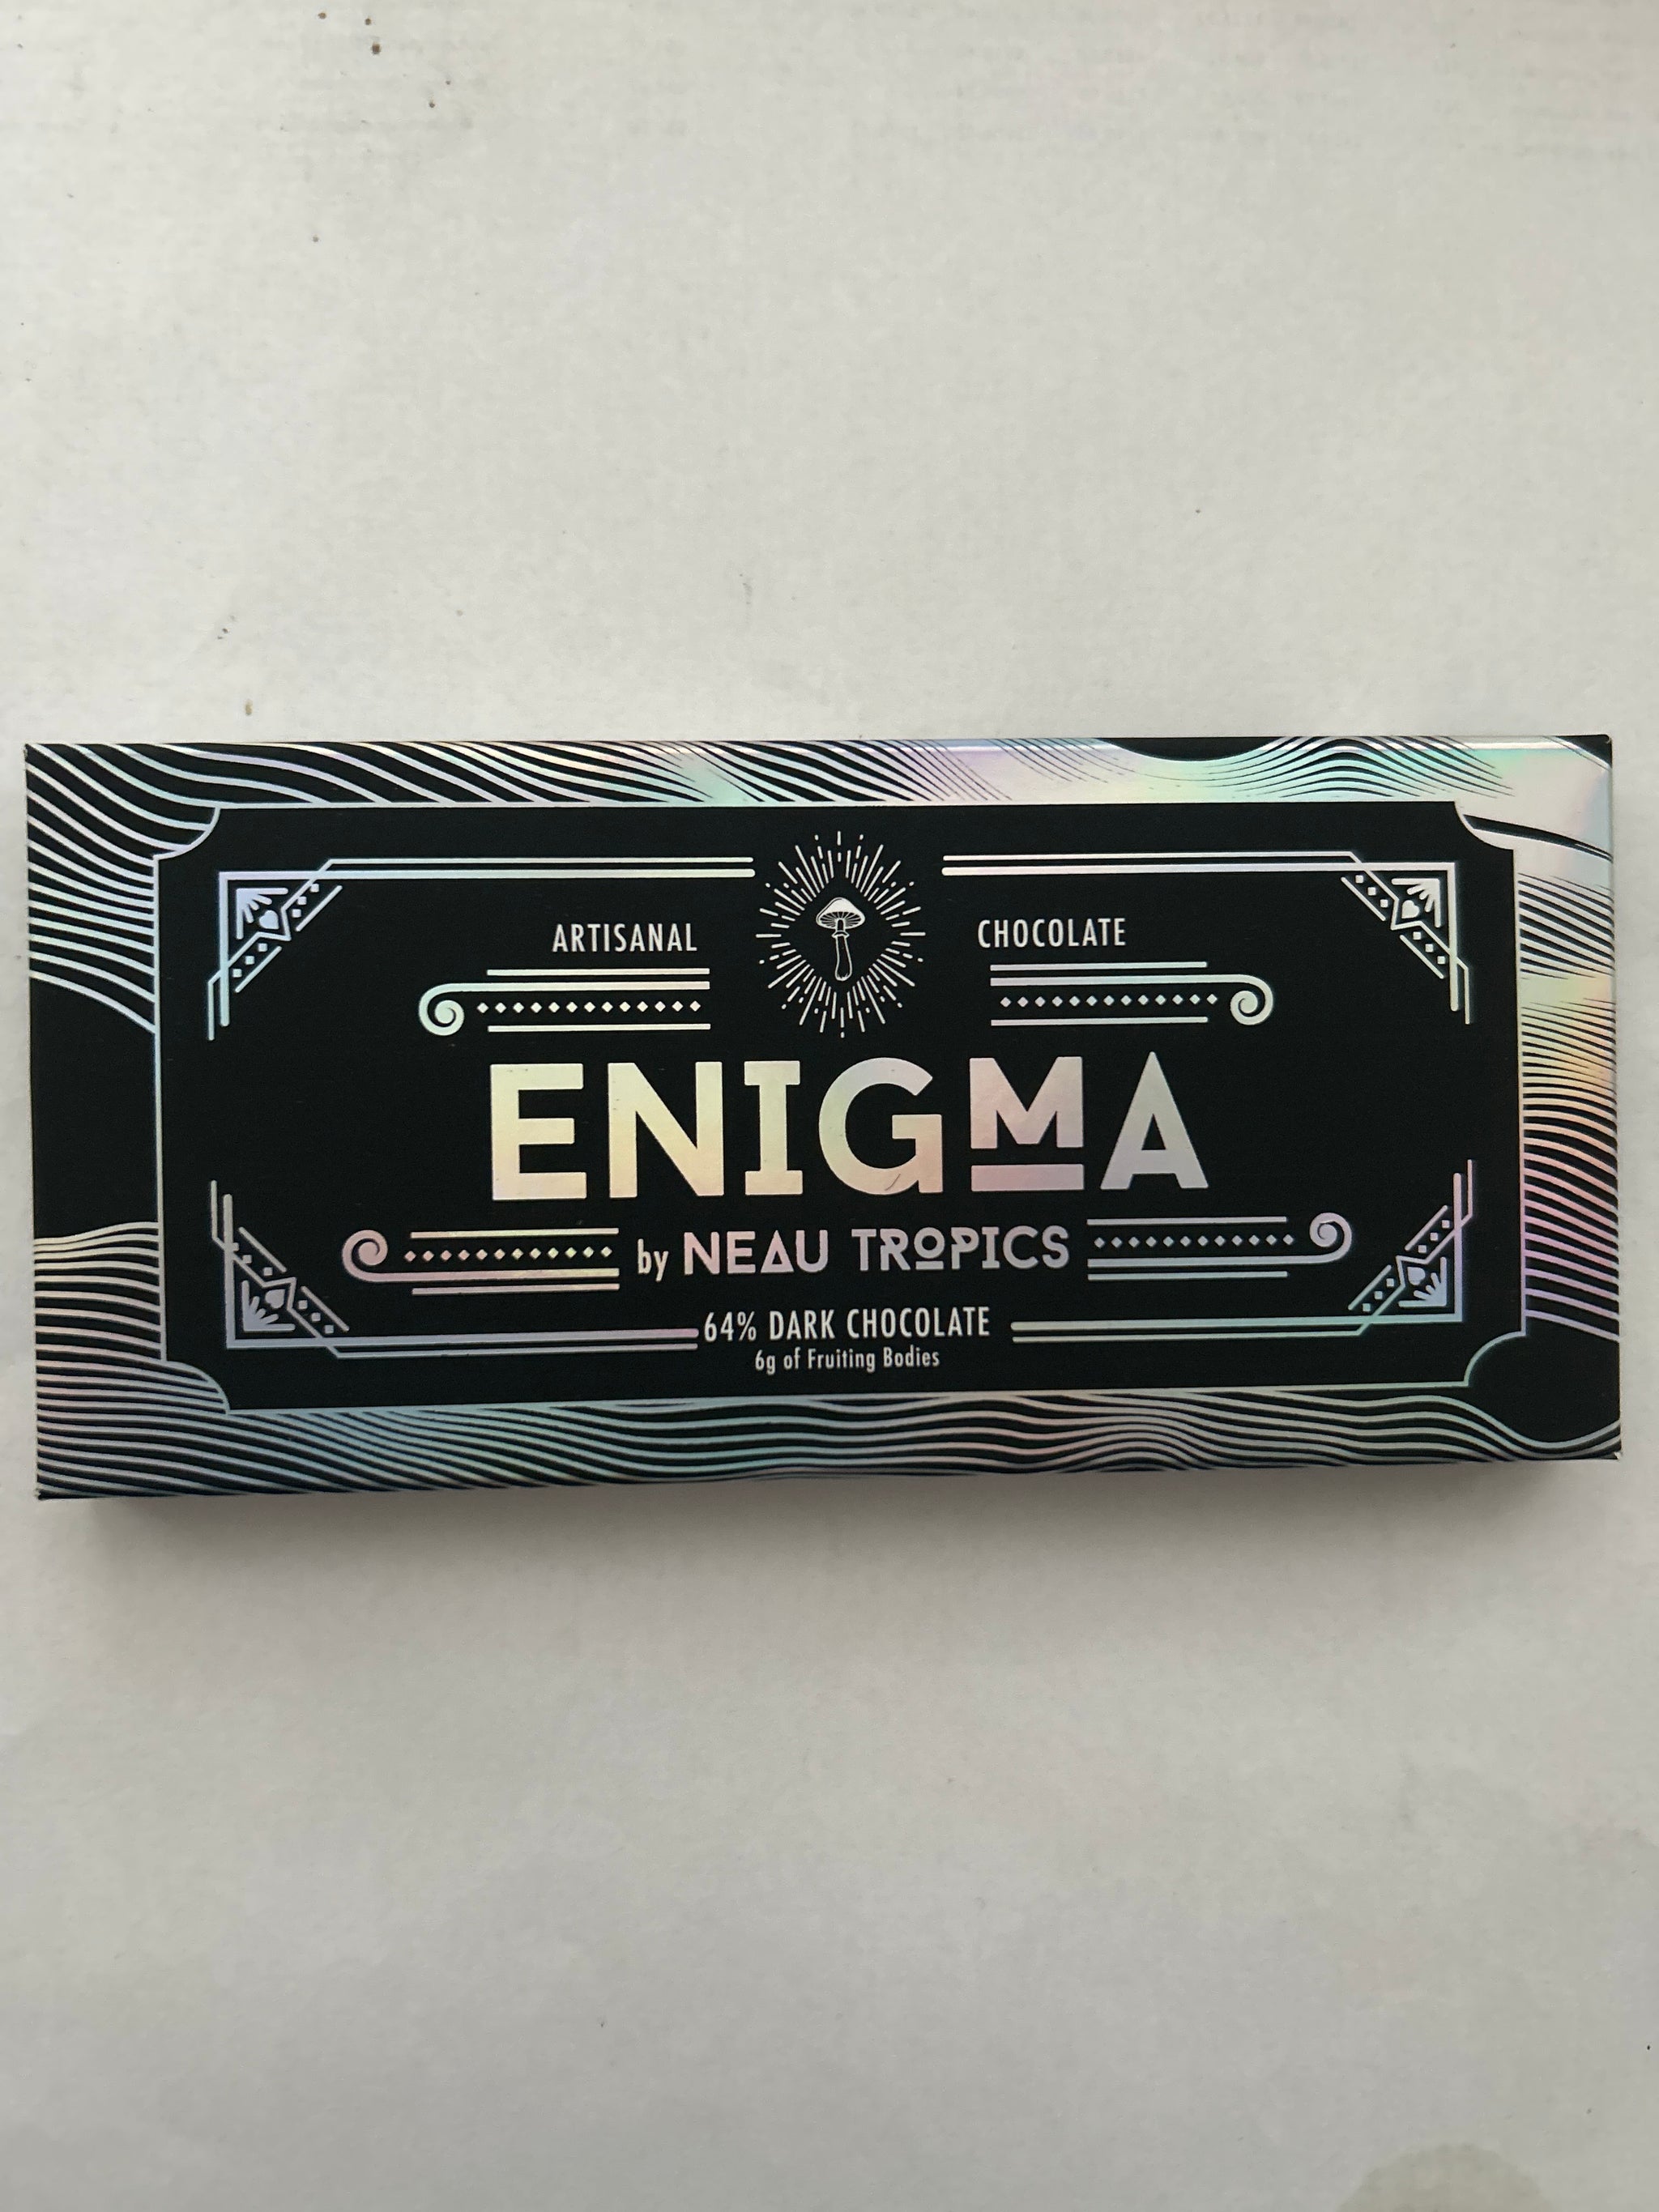 ARTISANAL CHOCOLATE
ENIGMA
by NEAU TROPICS
64% DARK CHOCOLATE
6g of Fruiting Bodies